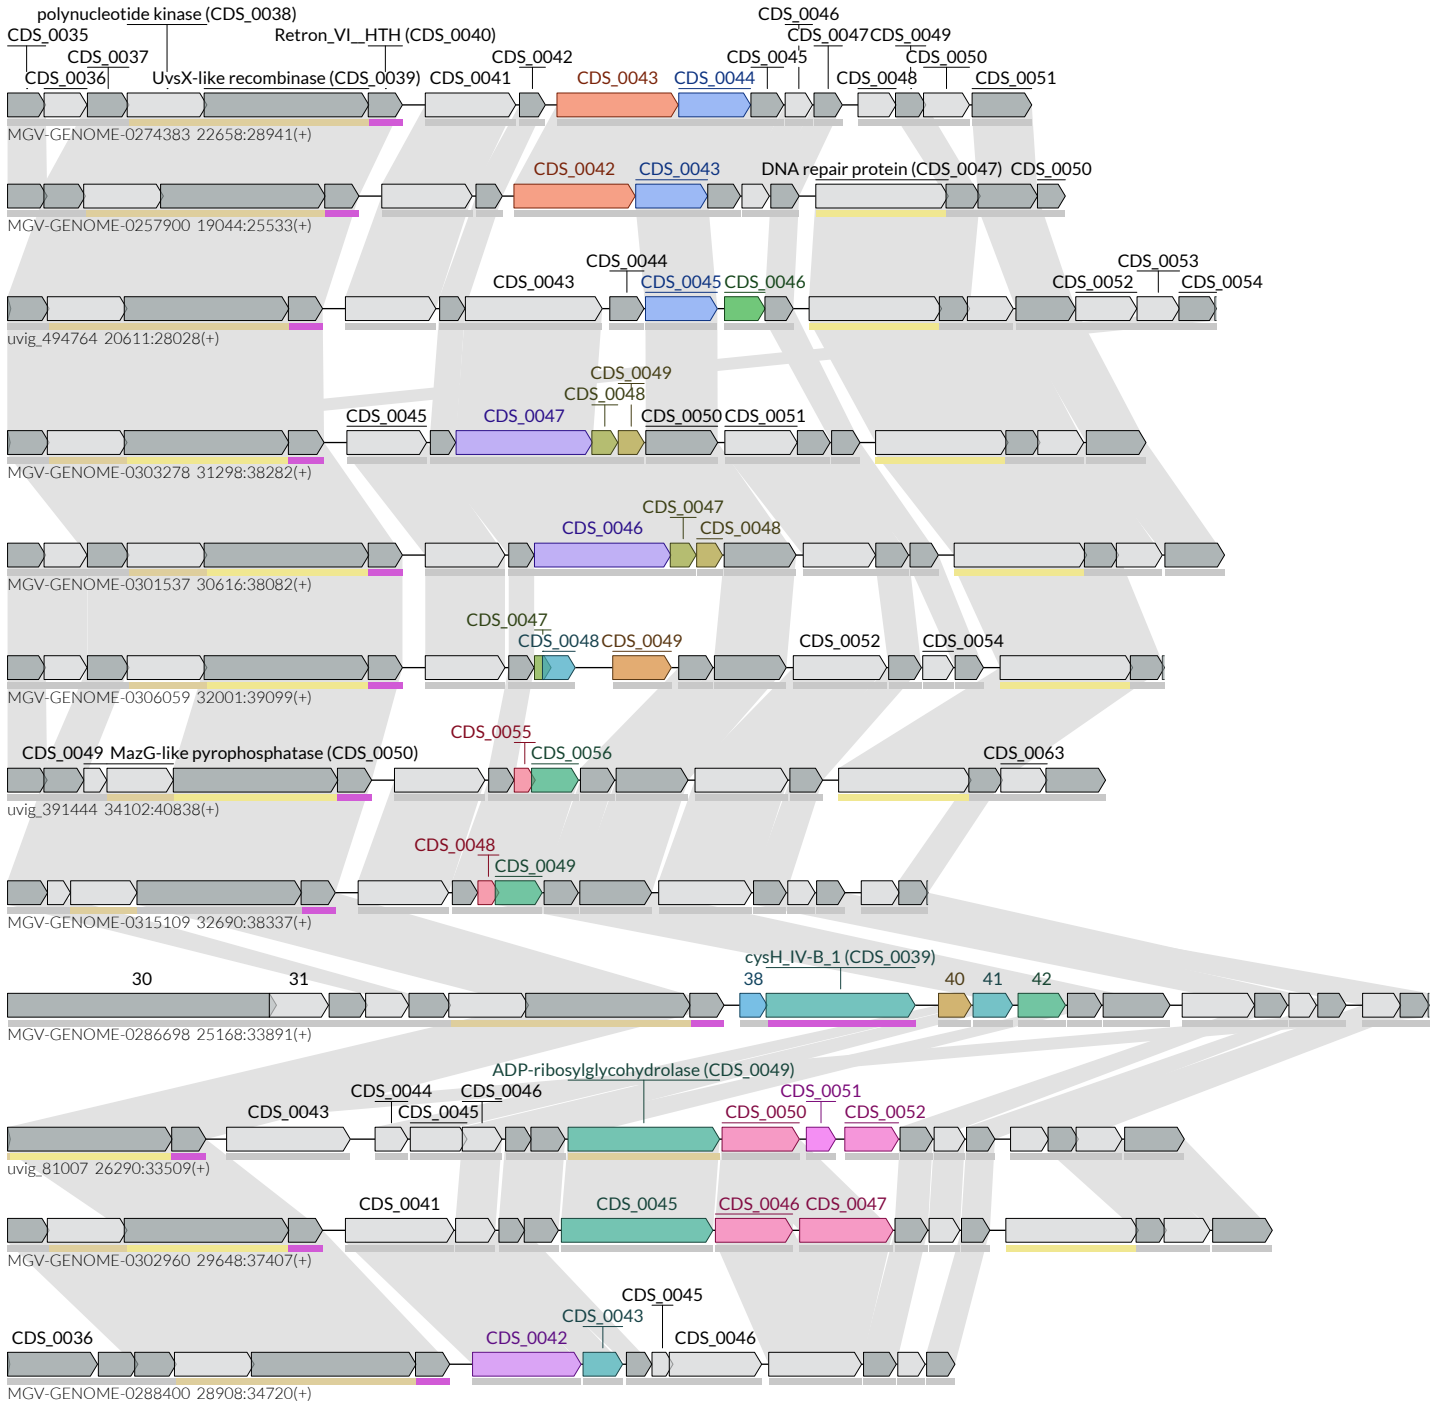 polynucleotide kinase (CDS_0038)
CDS_0046
CDS_0035
Retron_VI__HTH (CDS_0040)
CDS_0047
CDS_0049
CDS_0037
CDS_0042
CDS_0045
CDS_0050
CDS_0036
UvsX-like recombinase (CDS_0039)
CDS_0041
CDS_0043
CDS_0044
CDS_0048
CDS_0051
MGV-GENOME-0274383 22658:28941(+)
CDS_0042
CDS_0043
DNA repair protein (CDS_0047)
CDS_0050
MGV-GENOME-0257900 19044:25533(+)
CDS_0044
CDS_0053
CDS_0043
CDS_0045
CDS_0046
CDS_0052
CDS_0054
uvig_494764 20611:28028(+)
CDS_0049
CDS_0048
CDS_0045
CDS_0047
CDS_0050
CDS_0051
MGV-GENOME-0303278 31298:38282(+)
CDS_0047
CDS_0046
CDS_0048
MGV-GENOME-0301537 30616:38082(+)
CDS_0047
CDS_0048
CDS_0049
CDS_0052
CDS_0054
MGV-GENOME-0306059 32001:39099(+)
CDS_0055
CDS_0049
MazG-like pyrophosphatase (CDS_0050)
CDS_0056
CDS_0063
uvig_391444 34102:40838(+)
CDS_0048
CDS_0049
MGV-GENOME-0315109 32690:38337(+)
cysH_IV-B_1 (CDS_0039)
30
31
38
40
41
42
MGV-GENOME-0286698 25168:33891(+)
ADP-ribosylglycohydrolase (CDS_0049)
CDS_0044
CDS_0046
CDS_0051
CDS_0043
CDS_0045
CDS_0050
CDS_0052
uvig_81007 26290:33509(+)
CDS_0041
CDS_0045
CDS_0046
CDS_0047
MGV-GENOME-0302960 29648:37407(+)
CDS_0045
CDS_0043
CDS_0036
CDS_0042
CDS_0046
MGV-GENOME-0288400 28908:34720(+)